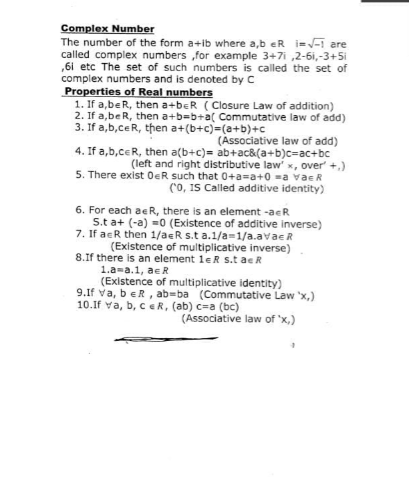 Complex Number
The number of the form a+ib where a,b ∈R i=√-1 are
called complex numbers ,for example 3+7i ,2-6i,-3+5i
,6i etc The set of such numbers is called the set of
complex numbers and is denoted by C
Properties of Real numbers
1. If a,b∈R, then a+b∈R ( Closure Law of addition)
2. If a,b∈R, then a+b=b+a( Commutative law of add)
3. If a,b,c∈R, then a+(b+c)=(a+b)+c
(Associative law of add)
4. If a,b,c∈R, then a(b+c)= ab+ac&(a+b)c=ac+bc
(left and right distributive law' ×, over' +,)
5. There exist 0∈R such that 0+a=a+0 =a ∀a∈R
('0, IS Called additive identity)
6. For each a∈R, there is an element -a∈R
S.t a+ (-a) =0 (Existence of additive inverse)
7. If a∈R then 1/a∈R s.t a.1/a=1/a.a∀a∈R
(Existence of multiplicative inverse)
8.If there is an element 1∈R s.t a∈R
1.a=a.1, a∈R
(Existence of multiplicative identity)
9.If ∀a, b ∈R , ab=ba (Commutative Law '×,)
10.If ∀a, b, c ∈R, (ab) c=a (bc)
(Associative law of '×,)